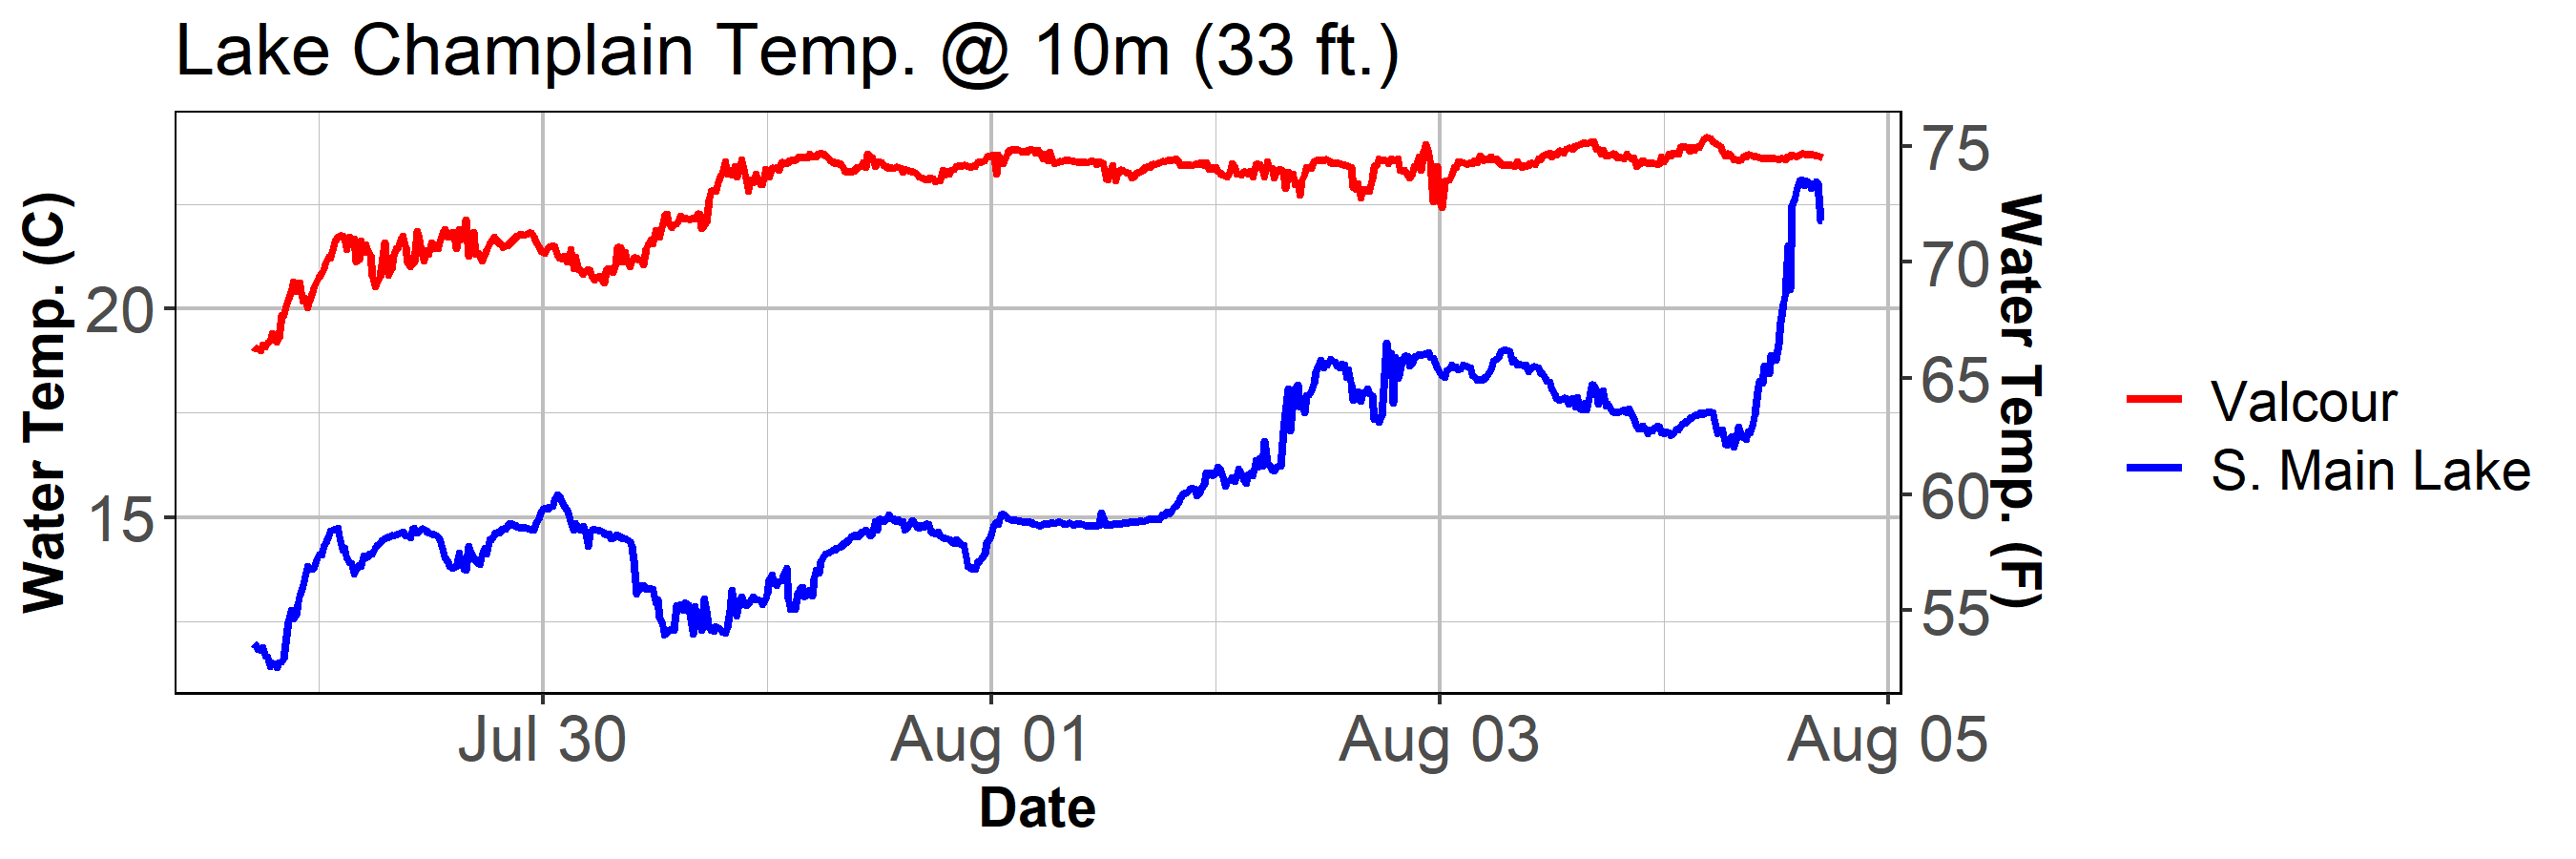 Lake Champlain Temp. @ 10m (33 ft.)
Water Temp. (C)
20
15
75
70
65
60
55
Water Temp. (F)
Jul 30
Aug 01
Aug 03
Aug 05
Date
Valcour
S. Main Lake